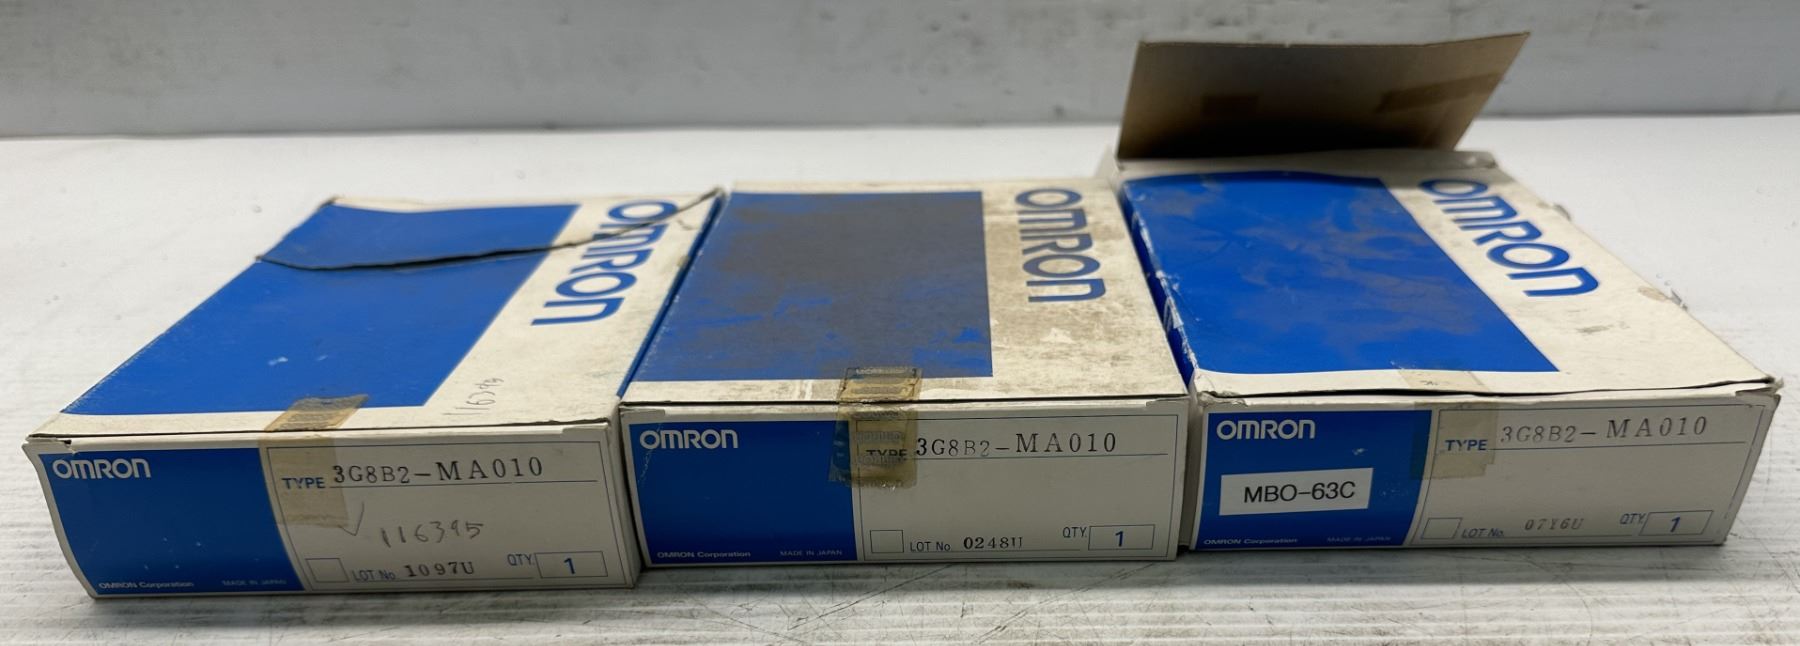 OMRON
116395
OMRON
TYPE 3G8B2-MA010
116395
LOT No. 1097U QTY. 1
OMRON Corporation MADE IN JAPAN
OMRON
OMRON
TYPE 3G8B2-MA010
LOT No. 0248U QTY. 1
OMRON Corporation MADE IN JAPAN
OMRON
OMRON
TYPE 3G8B2-MA010
MBO-63C
LOT No. 07Y6U QTY. 1
OMRON Corporation MADE IN JAPAN